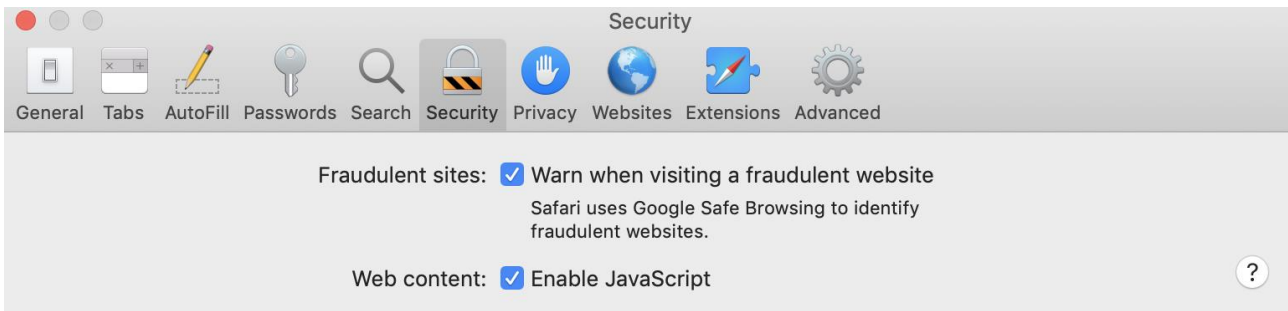 Security
General Tabs AutoFill Passwords Search Security Privacy Websites Extensions Advanced
Fraudulent sites: Warn when visiting a fraudulent website
Safari uses Google Safe Browsing to identify
fraudulent websites.
Web content: Enable JavaScript
?